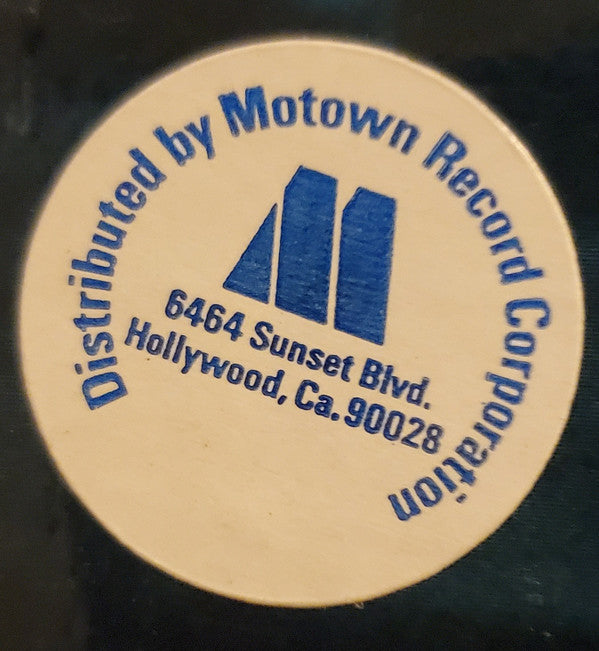 Distributed by Motown Record Corporation
6464 Sunset Blvd.
Hollywood, Ca. 90028